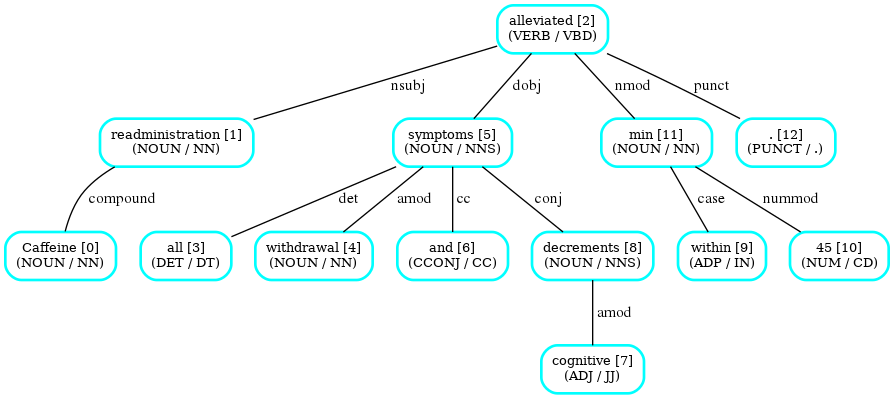 alleviated [2]
(VERB / VBD)
nsubj
dobj
nmod
punct
readministration [1]
(NOUN / NN)
symptoms [5]
(NOUN / NNS)
min [11]
(NOUN / NN)
. [12]
(PUNCT / .)
compound
det
amod
cc
conj
case
nummod
Caffeine [0]
(NOUN / NN)
all [3]
(DET / DT)
withdrawal [4]
(NOUN / NN)
and [6]
(CCONJ / CC)
decrements [8]
(NOUN / NNS)
within [9]
(ADP / IN)
45 [10]
(NUM / CD)
amod
cognitive [7]
(ADJ / JJ)